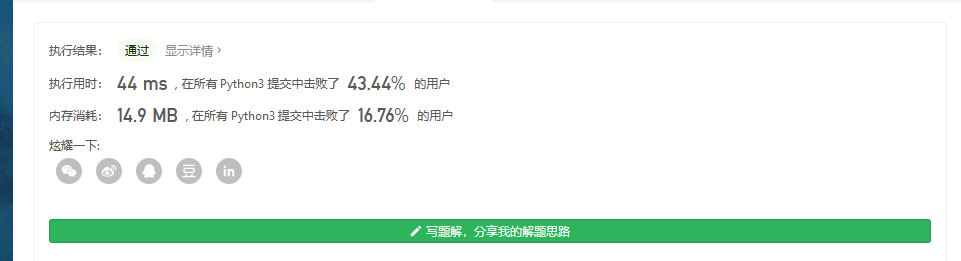 执行结果： 通过 显示详情 ›
执行用时： 44 ms , 在所有 Python3 提交中击败了 43.44% 的用户
内存消耗： 14.9 MB , 在所有 Python3 提交中击败了 16.76% 的用户
炫耀一下:
豆 in
写题解，分享我的解题思路